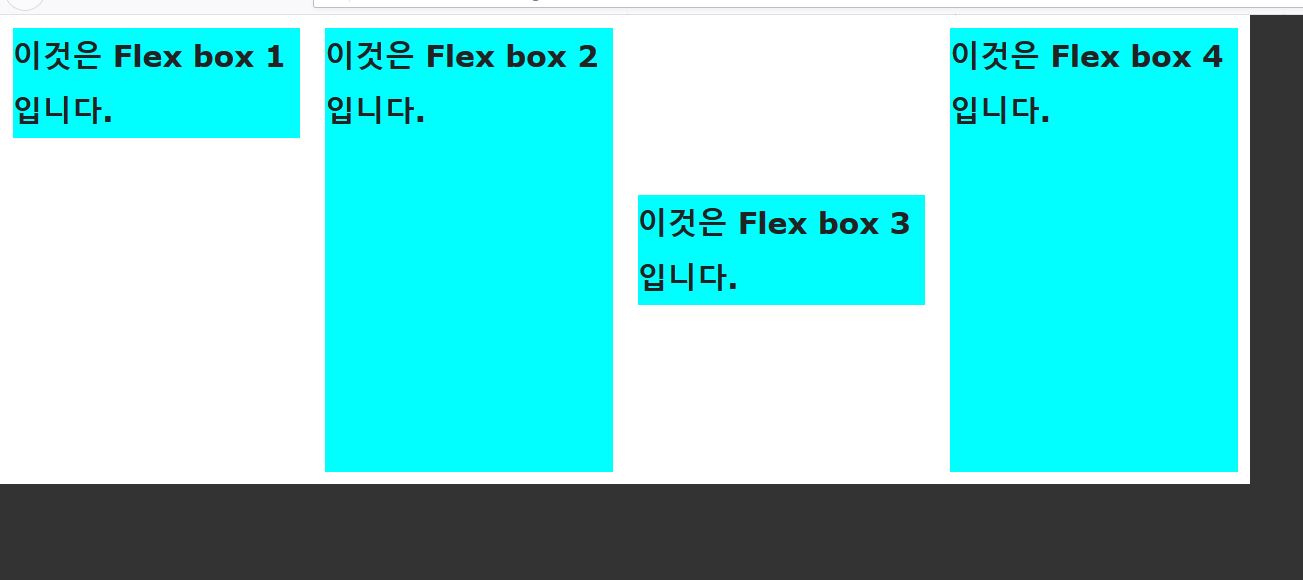 이것은 Flex box 1
입니다.
이것은 Flex box 2
입니다.
이것은 Flex box 3
입니다.
이것은 Flex box 4
입니다.